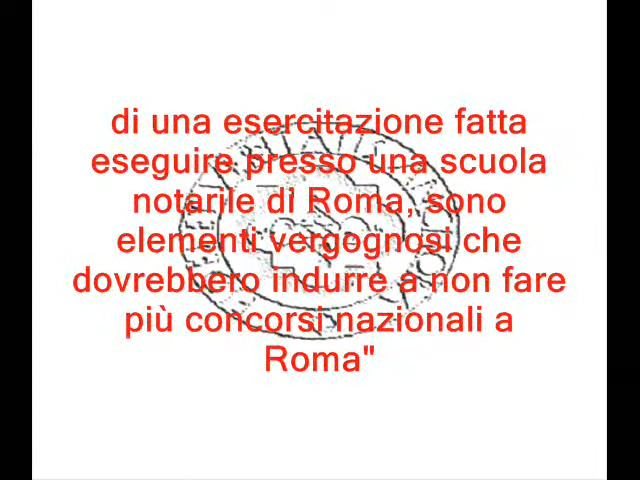 di una esercitazione fatta
eseguire presso una scuola
notarile di Roma, sono
elementi vergognosi che
dovrebbero indurre a non fare
più concorsi nazionali a
Roma"